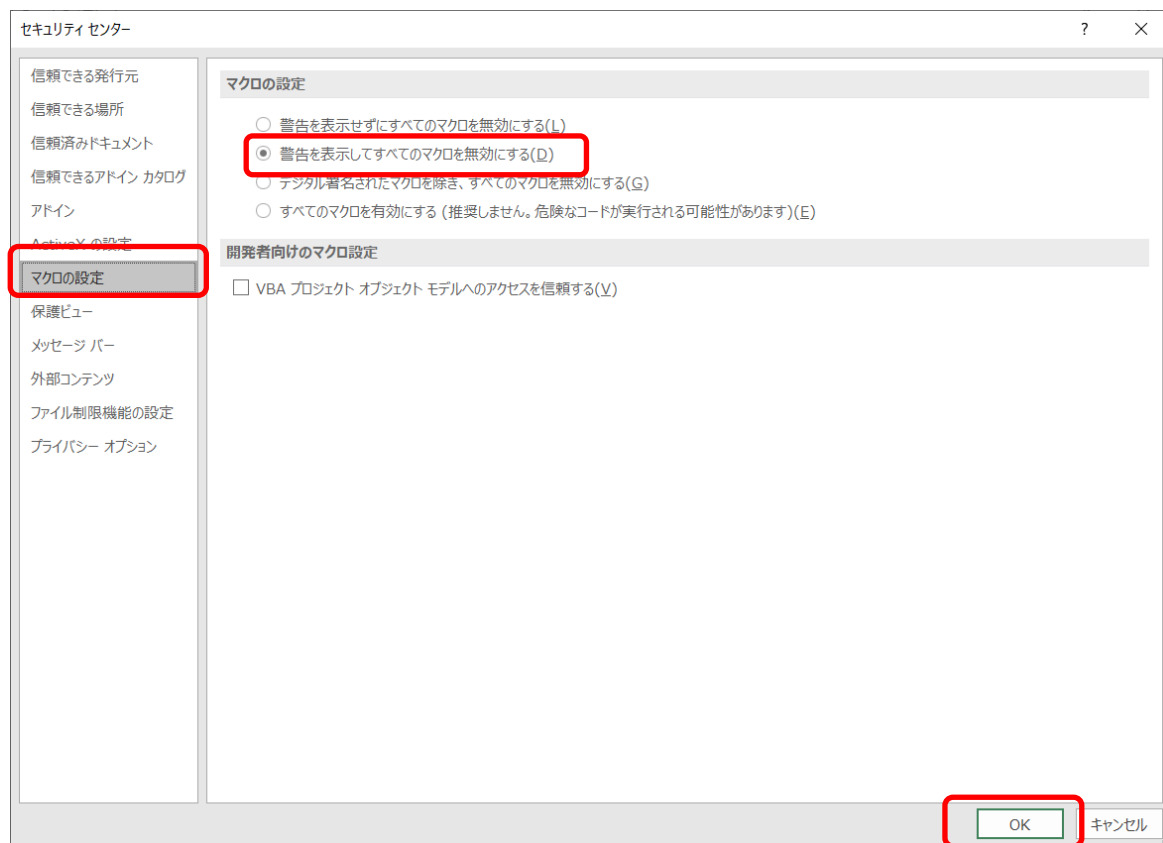 セキュリティ センター
?
信頼できる発行元
信頼できる場所
信頼済みドキュメント
信頼できるアドイン カタログ
アドイン
ActiveX の設定
マクロの設定
保護ビュー
メッセージ バー
外部コンテンツ
ファイル制限機能の設定
プライバシー オプション
マクロの設定
警告を表示せずにすべてのマクロを無効にする(L)
警告を表示してすべてのマクロを無効にする(D)
デジタル署名されたマクロを除き、すべてのマクロを無効にする(G)
すべてのマクロを有効にする (推奨しません。危険なコードが実行される可能性があります)(E)
開発者向けのマクロ設定
VBA プロジェクト オブジェクト モデルへのアクセスを信頼する(V)
OK
キャンセル